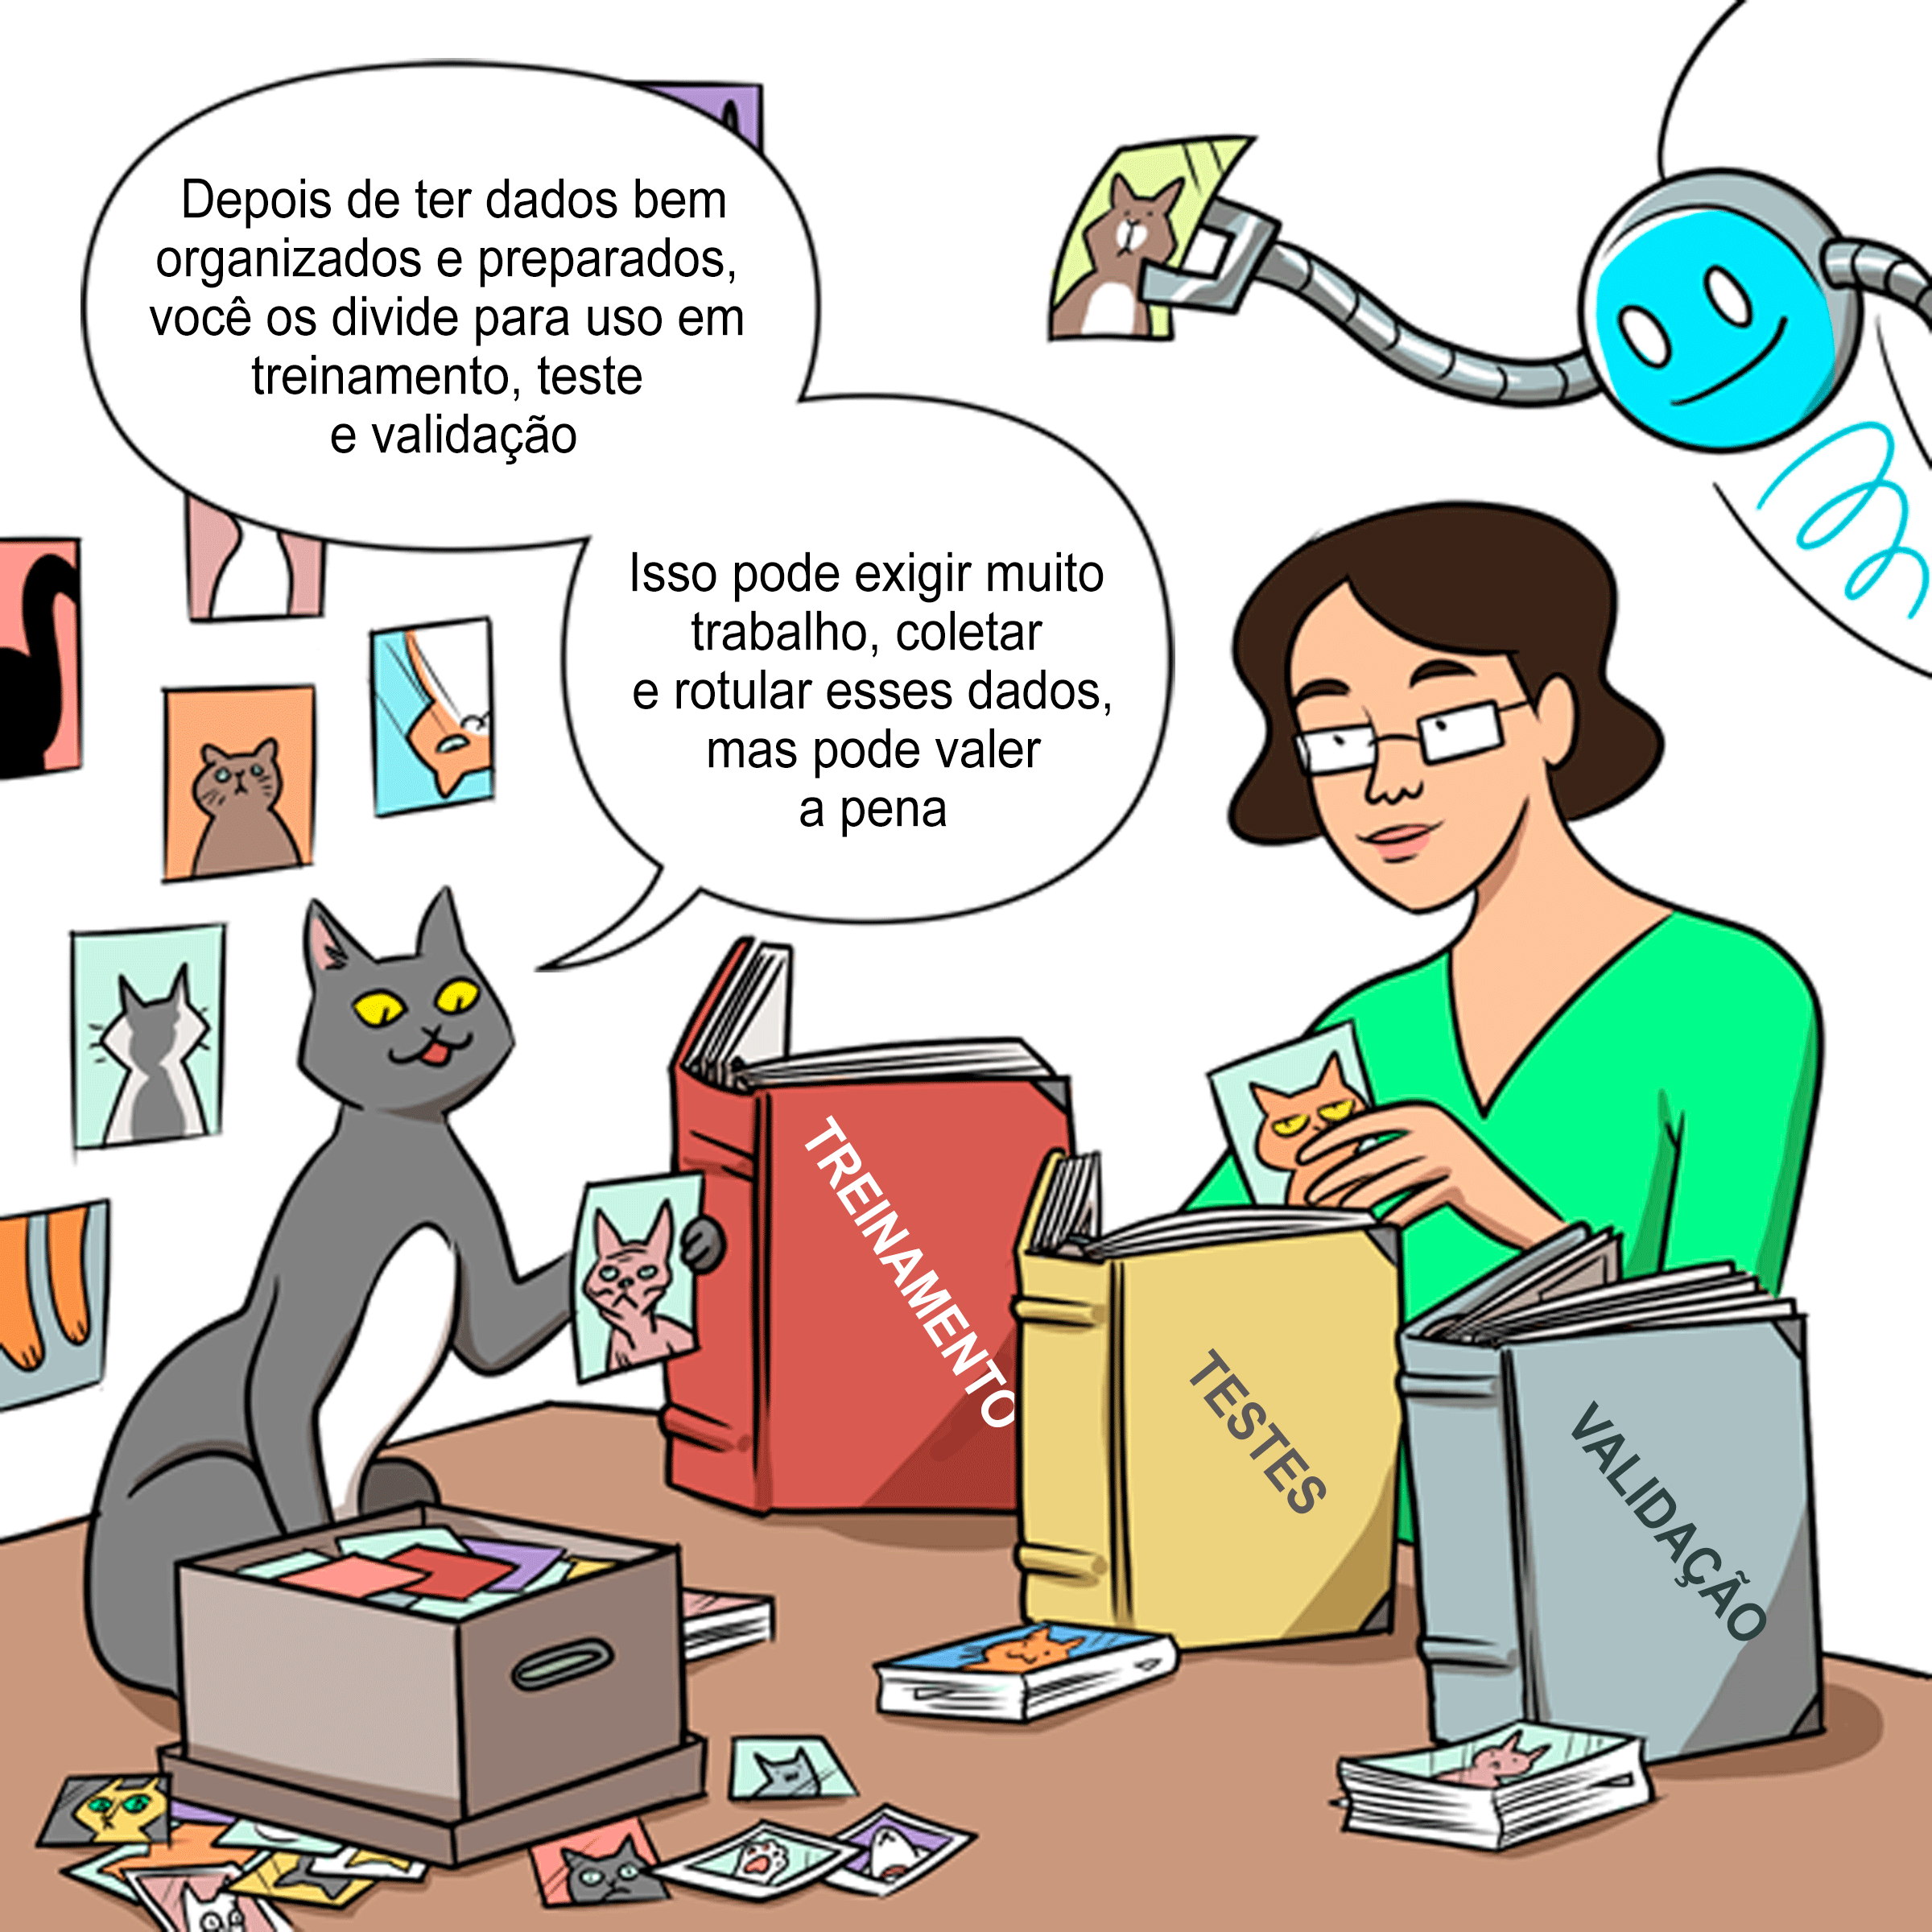 Depois de ter dados bem
organizados e preparados,
você os divide para uso em
treinamento, teste
e validação
Isso pode exigir muito
trabalho, coletar
e rotular esses dados,
mas pode valer
a pena
TREINAMENTO
TESTES
VALIDAÇÃO